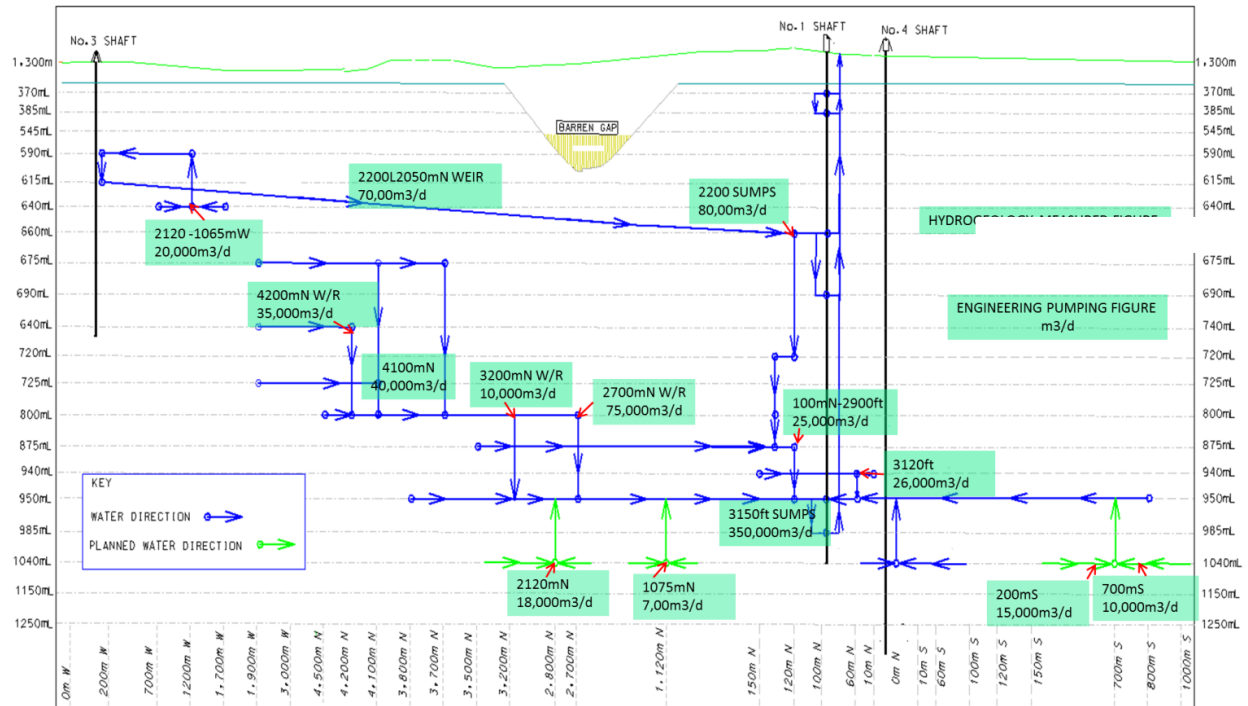 No.3 SHAFT
No.1 SHAFT
No.4 SHAFT
1.300m
1.300m
370mL
370mL
385mL
385mL
545mL
545mL
BARREN GAP
590mL
590mL
615mL
2200L2050mN WEIR
70,00m3/d
2200 SUMPS
80,00m3/d
615mL
640mL
640mL
2120 -1065mW
20,000m3/d
HYDROGEOLOGY MEASURED FIGURE
660mL
660mL
675mL
675mL
690mL
4200mN W/R
35,000m3/d
690mL
ENGINEERING PUMPING FIGURE
m3/d
640mL
740mL
720mL
720mL
4100mN
40,000m3/d
3200mN W/R
10,000m3/d
2700mN W/R
75,000m3/d
725mL
725mL
100mN-2900ft
25,000m3/d
800mL
800mL
875mL
875mL
3120ft
26,000m3/d
940mL
940mL
KEY
WATER DIRECTION
PLANNED WATER DIRECTION
950mL
950mL
3150ft SUMPS
350,000m3/d
985mL
985mL
1040mL
1040mL
2120mN
18,000m3/d
1075mN
7,00m3/d
200mS
15,000m3/d
700mS
10,000m3/d
1150mL
1150mL
1250mL
1250mL
0m W
200m W
700m W
1200m W
1.700m W
1.900m W
3.000m W
4.500m N
4.200m N
4.100m N
3.800m N
3.700m N
3.500m N
3.200m N
2.800m N
2.700m N
1.120m N
150m N
120m N
100m N
60m N
10m N
0m N
10m S
60m S
100m S
120m S
150m S
700m S
800m S
1000m S